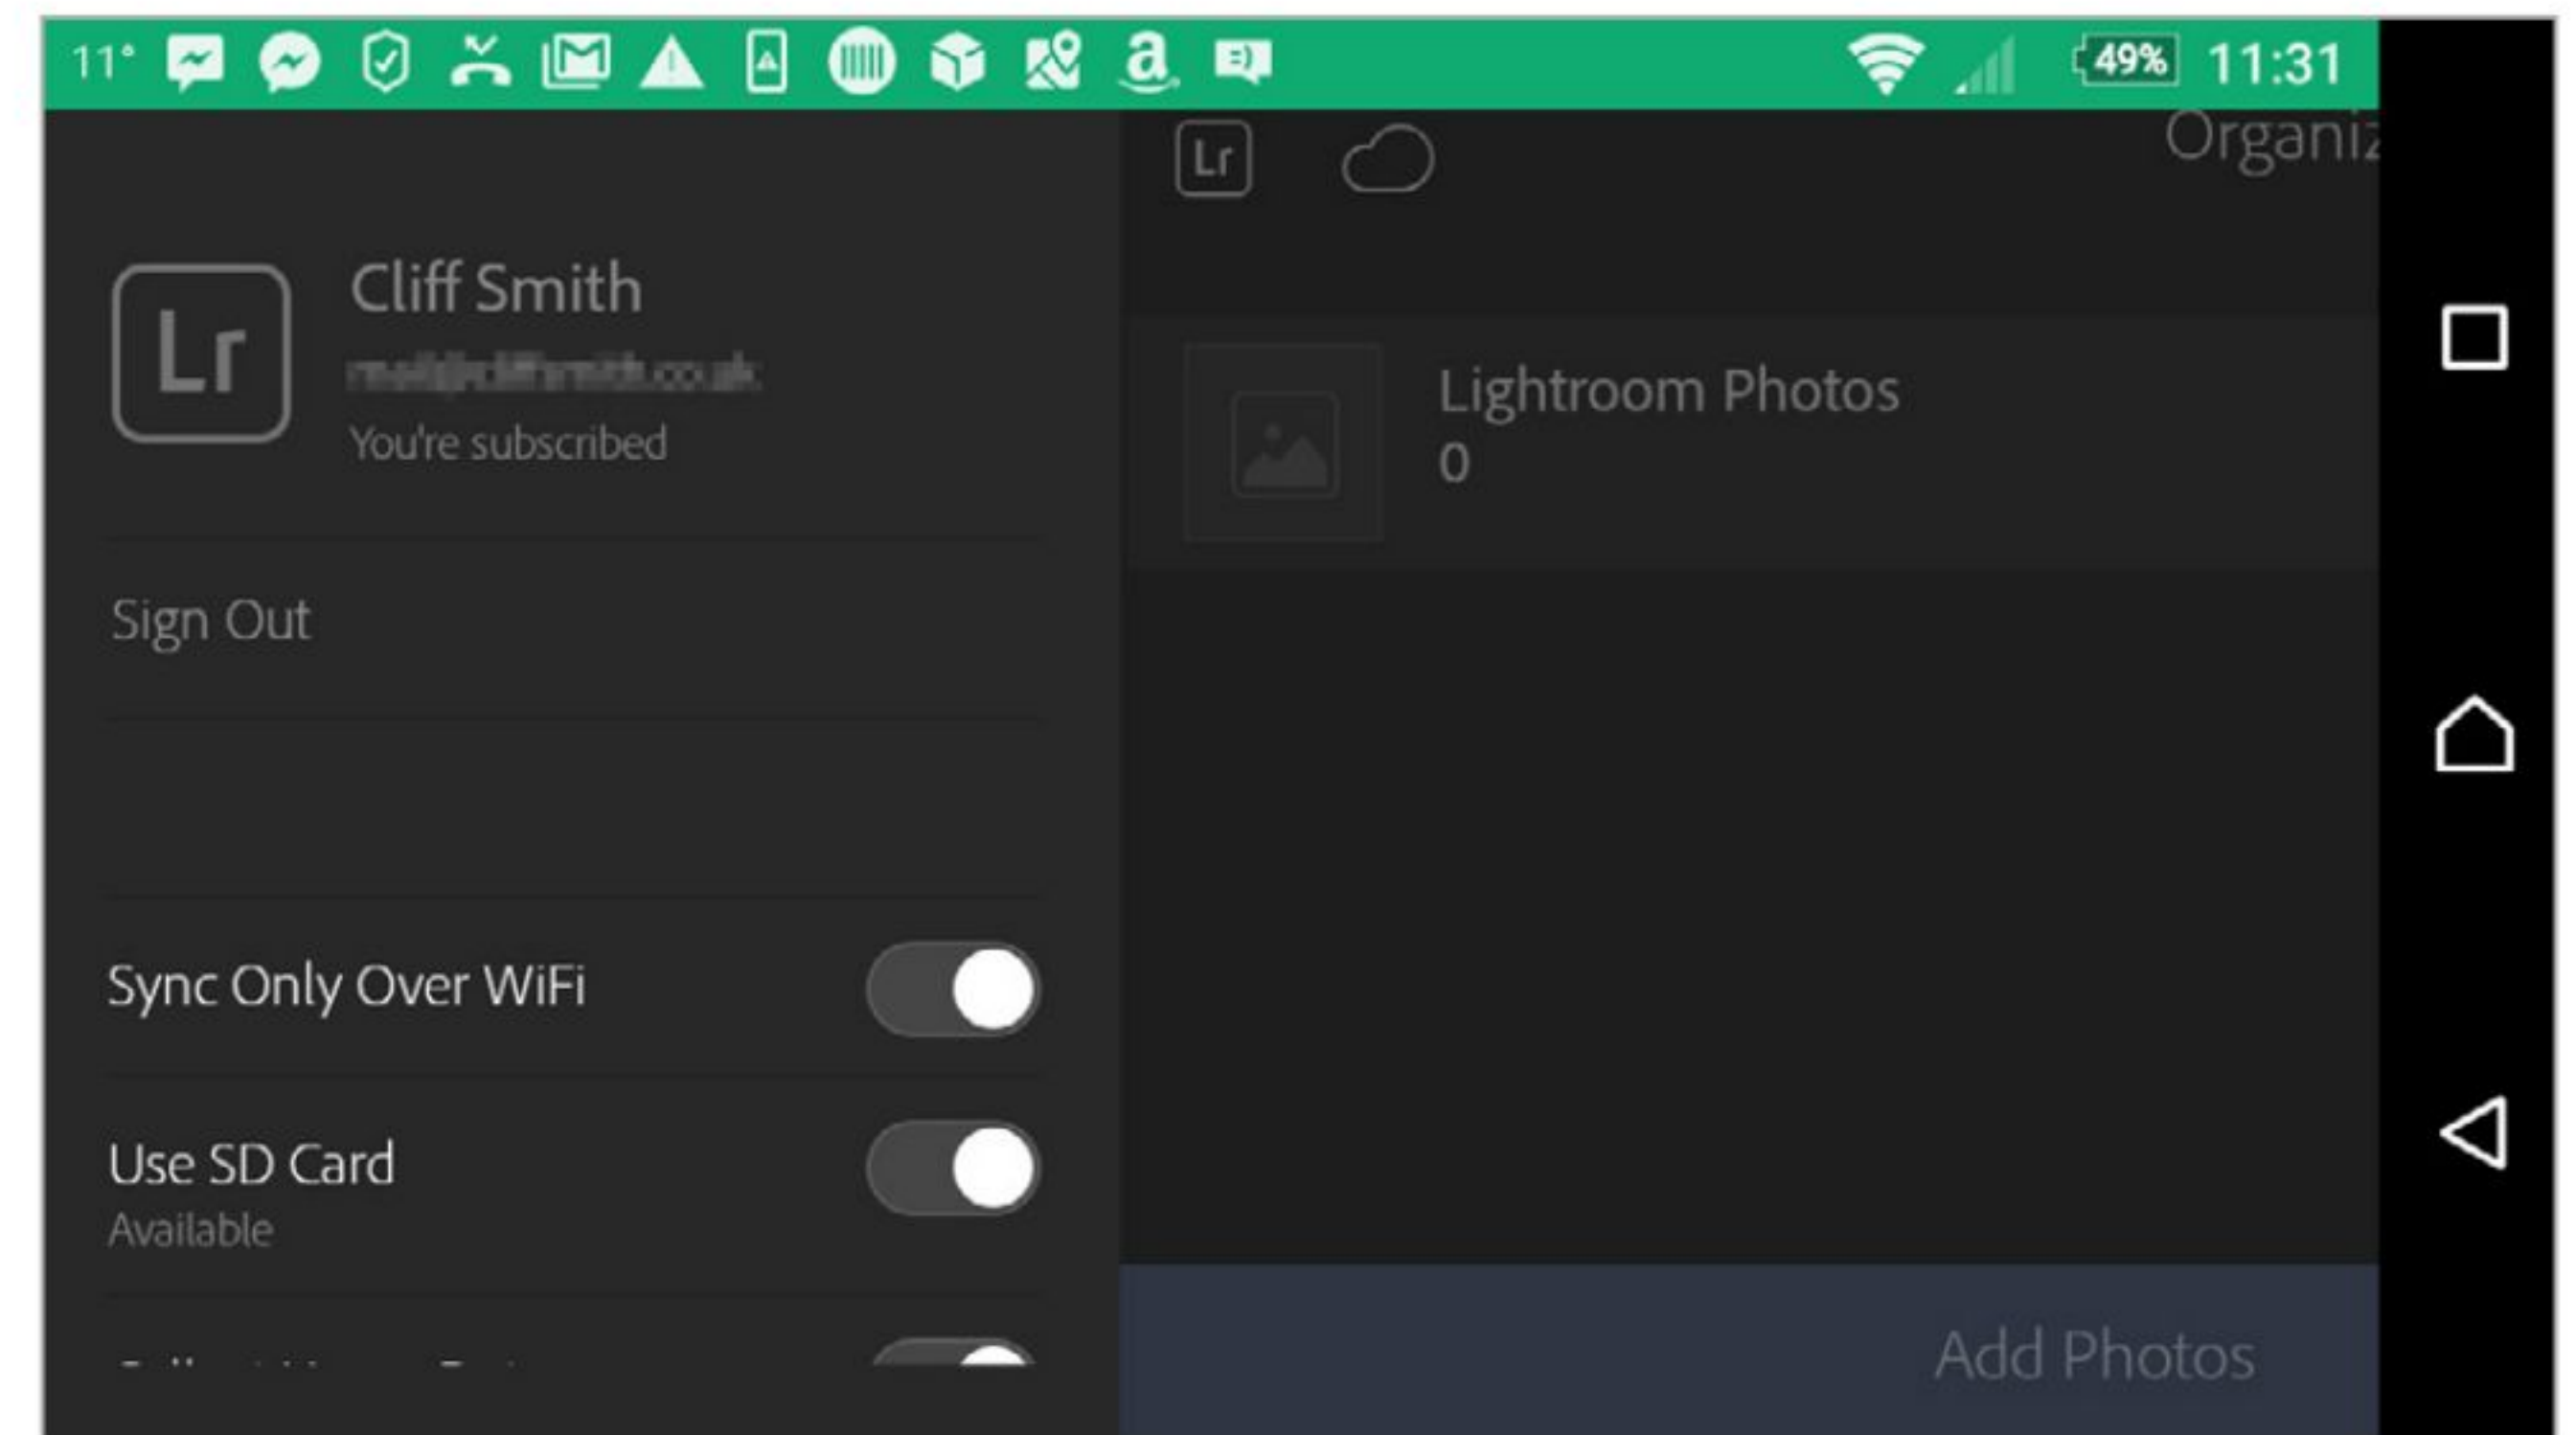 11°
49% 11:31
Lr
Organiz
Lr
Cliff Smith
You're subscribed
Sign Out
Sync Only Over WiFi
Use SD Card
Available
Lightroom Photos
0
Add Photos